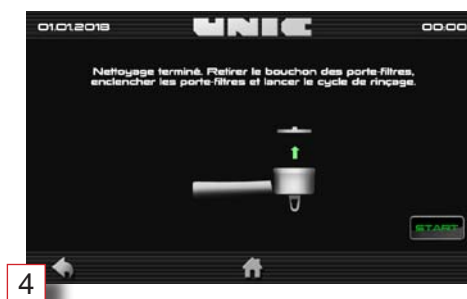 01.01.2018 UNIC 00:00
Nettoyage terminé. Retirer le bouchon des porte-filtres,
enclencher les porte-filtres et lancer le cycle de rinçage.
START
4